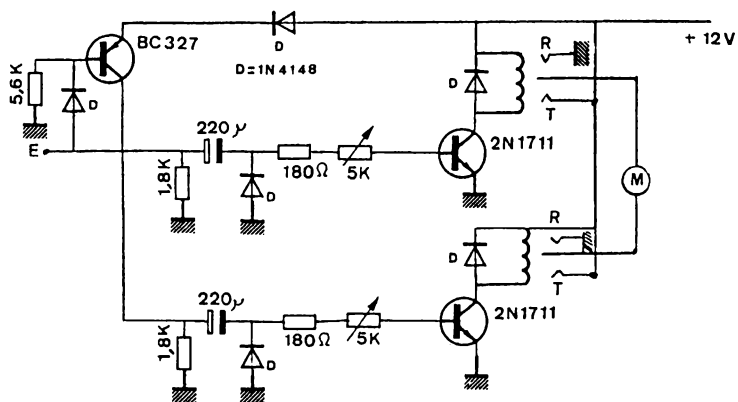 BC327
D
D=1N4148
+ 12V
R
5,6K
D
D
T
E
220µ
2N1711
180Ω
5K
1,8K
D
M
R
D
T
220µ
2N1711
180Ω
5K
1,8K
D